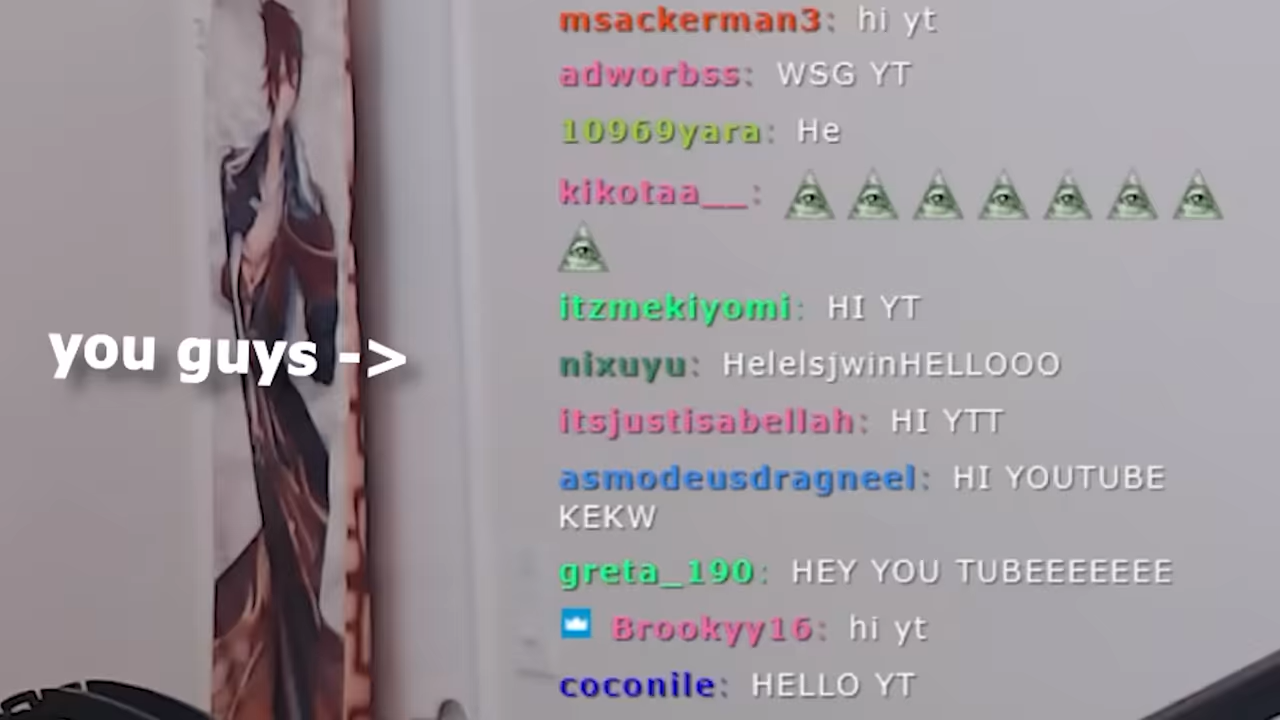 msackerman3: hi yt
adworbss: WSG YT
10969yara: He
kikotaa__:
itzmekiyomi: HI YT
you guys ->
nixuyu: HelelsjwinHELLOOO
itsjustisabellah: HI YTT
asmodeusdragneel: HI YOUTUBE
KEKW
greta_190: HEY YOU TUBEEEEEEE
Brookyy16: hi yt
coconile: HELLO YT